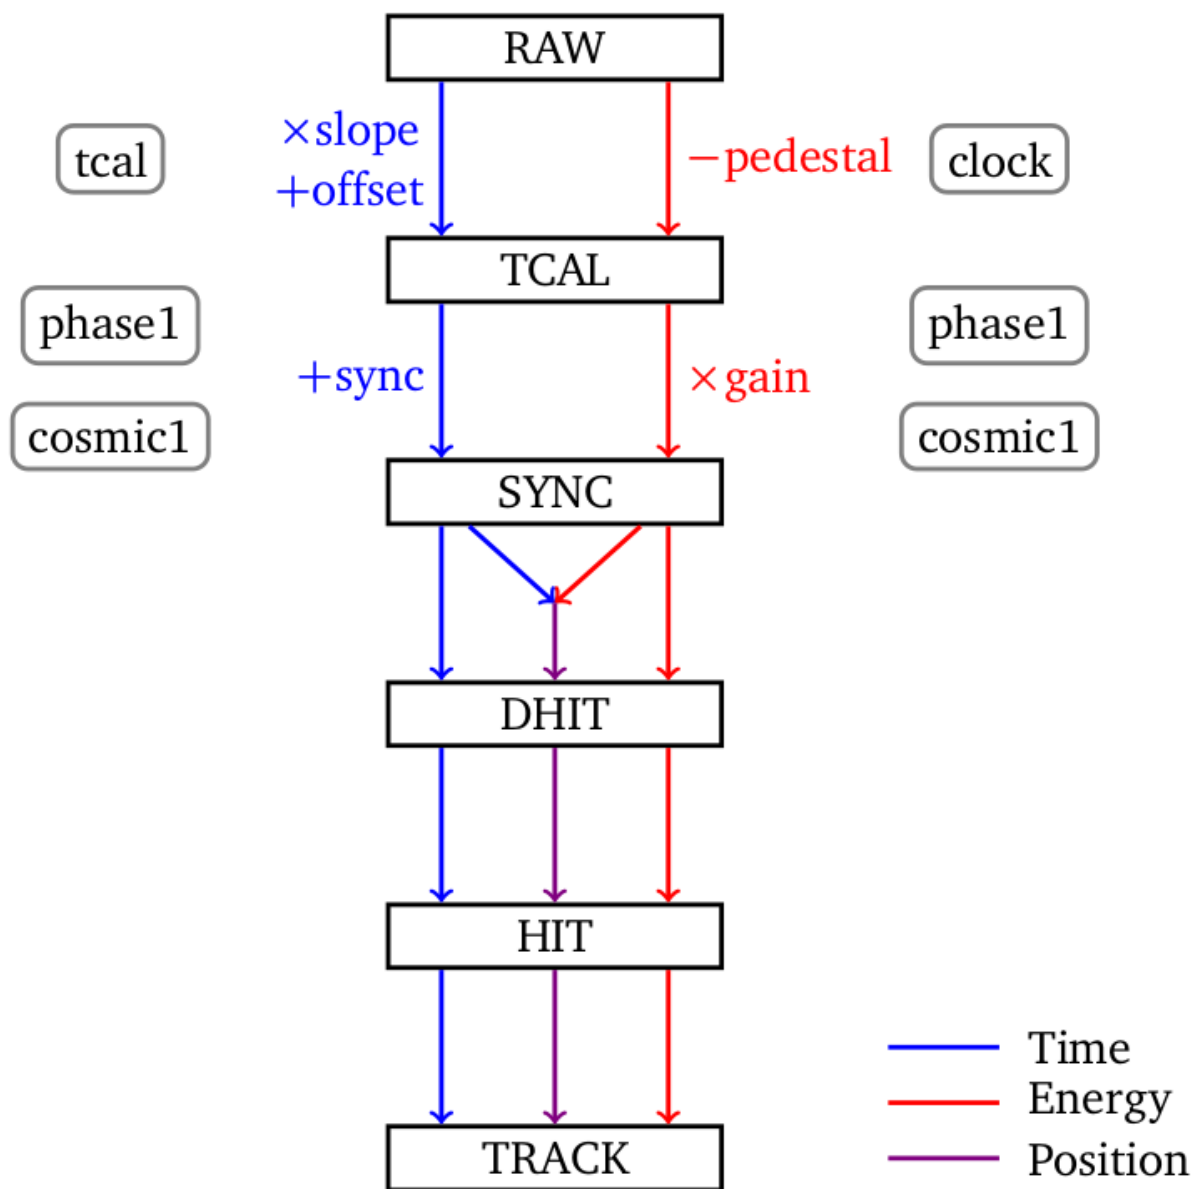 RAW
tcal
×slope
+offset
−pedestal
clock
TCAL
phase1
+sync
×gain
phase1
cosmic1
cosmic1
SYNC
DHIT
HIT
TRACK
Time
Energy
Position